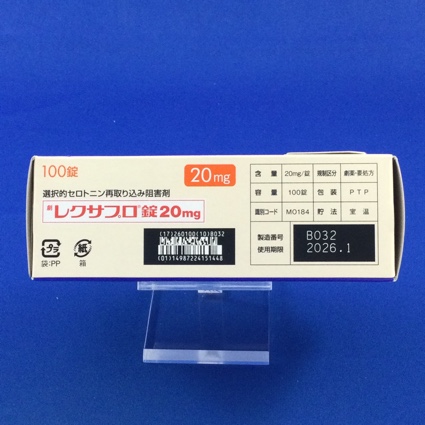 100錠
20mg
選択的セロトニン再取り込み阻害剤
劇 レクサプロ®錠20mg
プラ
袋:PP
紙
箱
(17)260100(10)B032
(01)14987224151448
含量 20mg/錠 規制区分 劇薬・要処方
容量 100錠 包装 PTP
識別コード M0184 貯法 室温
製造番号 B032
使用期限 2026.1